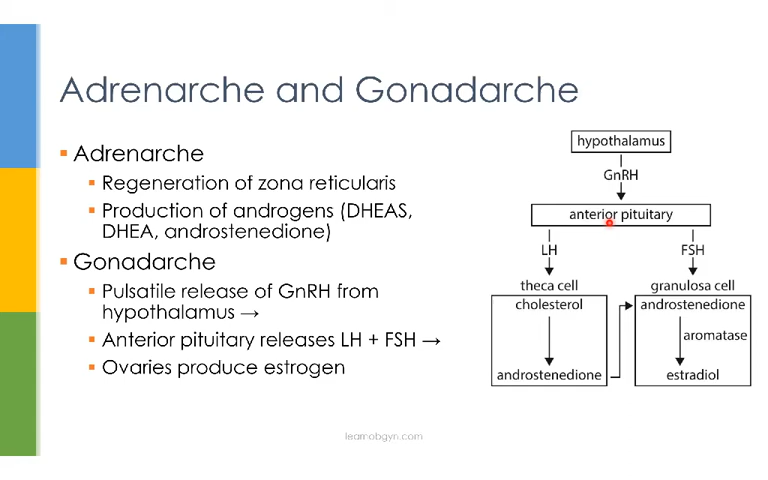 Adrenarche and Gonadarche
▪ Adrenarche
▪ Regeneration of zona reticularis
▪ Production of androgens (DHEAS,
DHEA, androstenedione)
▪ Gonadarche
▪ Pulsatile release of GnRH from
hypothalamus →
▪ Anterior pituitary releases LH + FSH →
▪ Ovaries produce estrogen
hypothalamus
GnRH
anterior pituitary
LH
FSH
theca cell
cholesterol
androstenedione
granulosa cell
androstenedione
aromatase
estradiol
learnobgyn.com